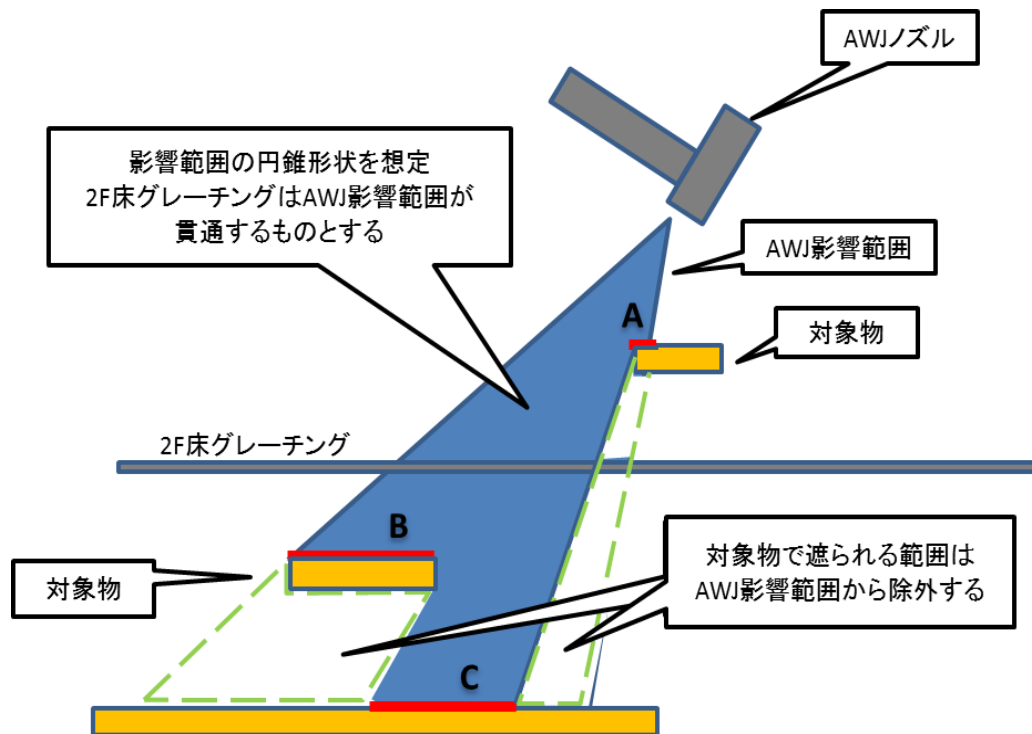 AWJノズル
影響範囲の円錐形状を想定
2F床グレーチングはAWJ影響範囲が
貫通するものとする
AWJ影響範囲
A
対象物
2F床グレーチング
B
対象物で遮られる範囲は
AWJ影響範囲から除外する
対象物
C